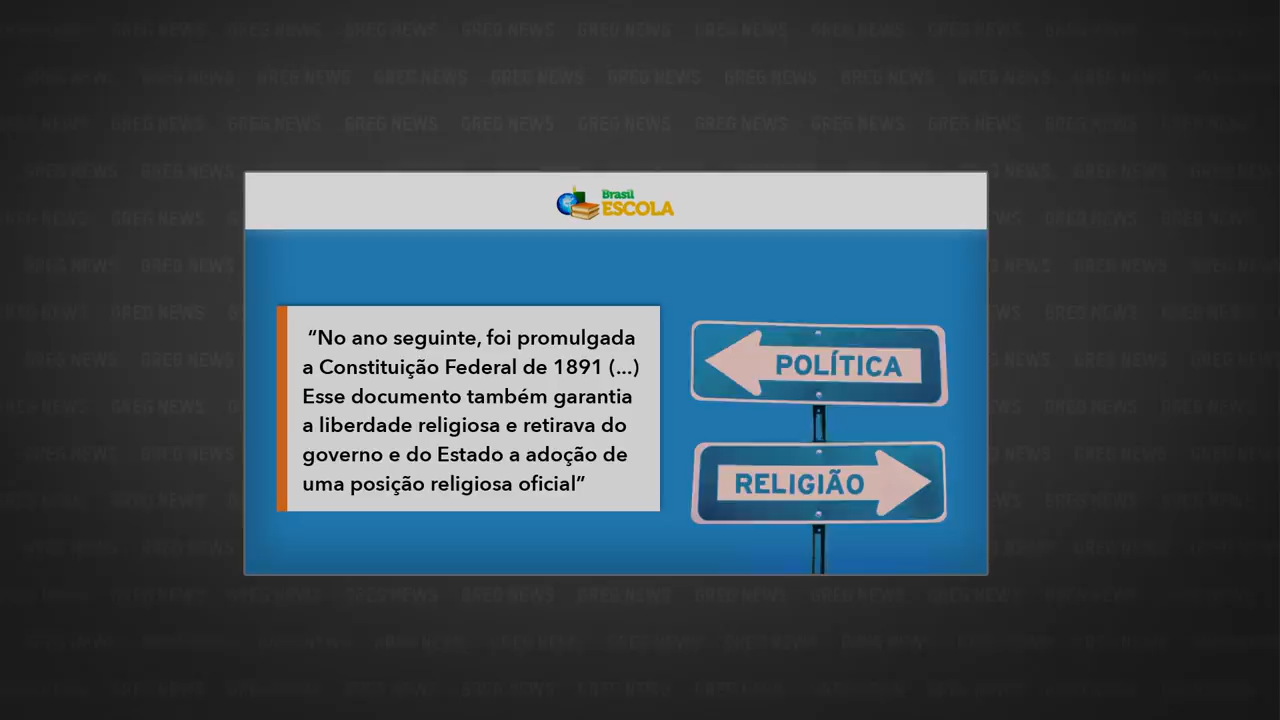 Brasil
ESCOLA
“No ano seguinte, foi promulgada
a Constituição Federal de 1891 (...)
Esse documento também garantia
a liberdade religiosa e retirava do
governo e do Estado a adoção de
uma posição religiosa oficial”
POLÍTICA
RELIGIÃO